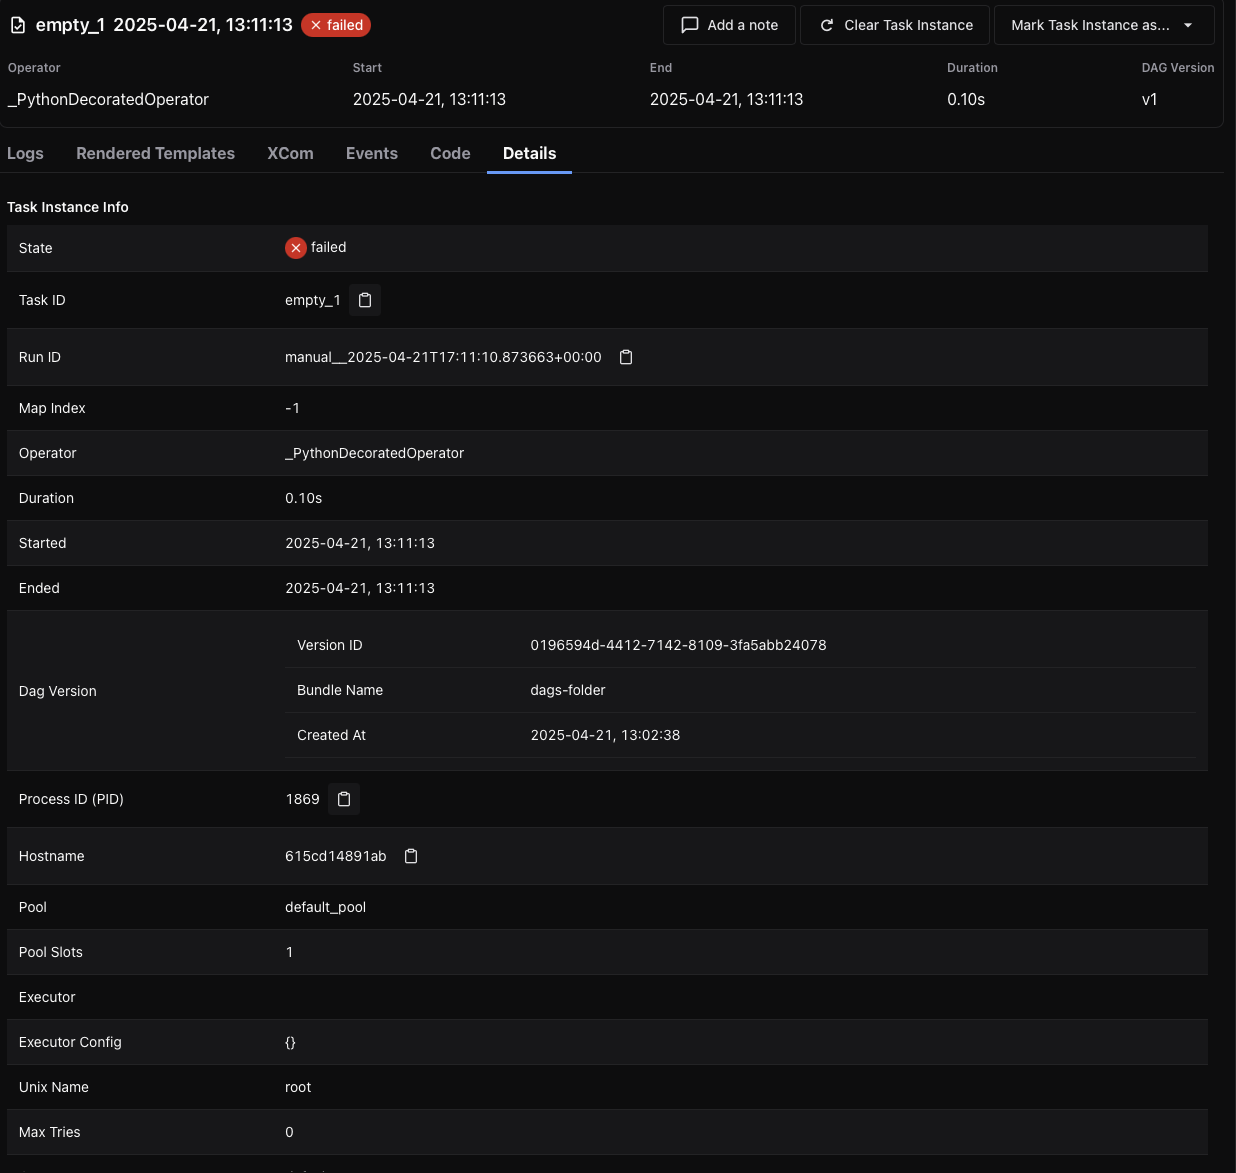 empty_1 2025-04-21, 13:11:13 failed Add a note Clear Task Instance Mark Task Instance as...
Operator Start End Duration DAG Version
_PythonDecoratedOperator 2025-04-21, 13:11:13 2025-04-21, 13:11:13 0.10s v1
Logs Rendered Templates XCom Events Code Details
Task Instance Info
State failed
Task ID empty_1
Run ID manual__2025-04-21T17:11:10.873663+00:00
Map Index -1
Operator _PythonDecoratedOperator
Duration 0.10s
Started 2025-04-21, 13:11:13
Ended 2025-04-21, 13:11:13
Dag Version
Version ID 0196594d-4412-7142-8109-3fa5abb24078
Bundle Name dags-folder
Created At 2025-04-21, 13:02:38
Process ID (PID) 1869
Hostname 615cd14891ab
Pool default_pool
Pool Slots 1
Executor
Executor Config {}
Unix Name root
Max Tries 0